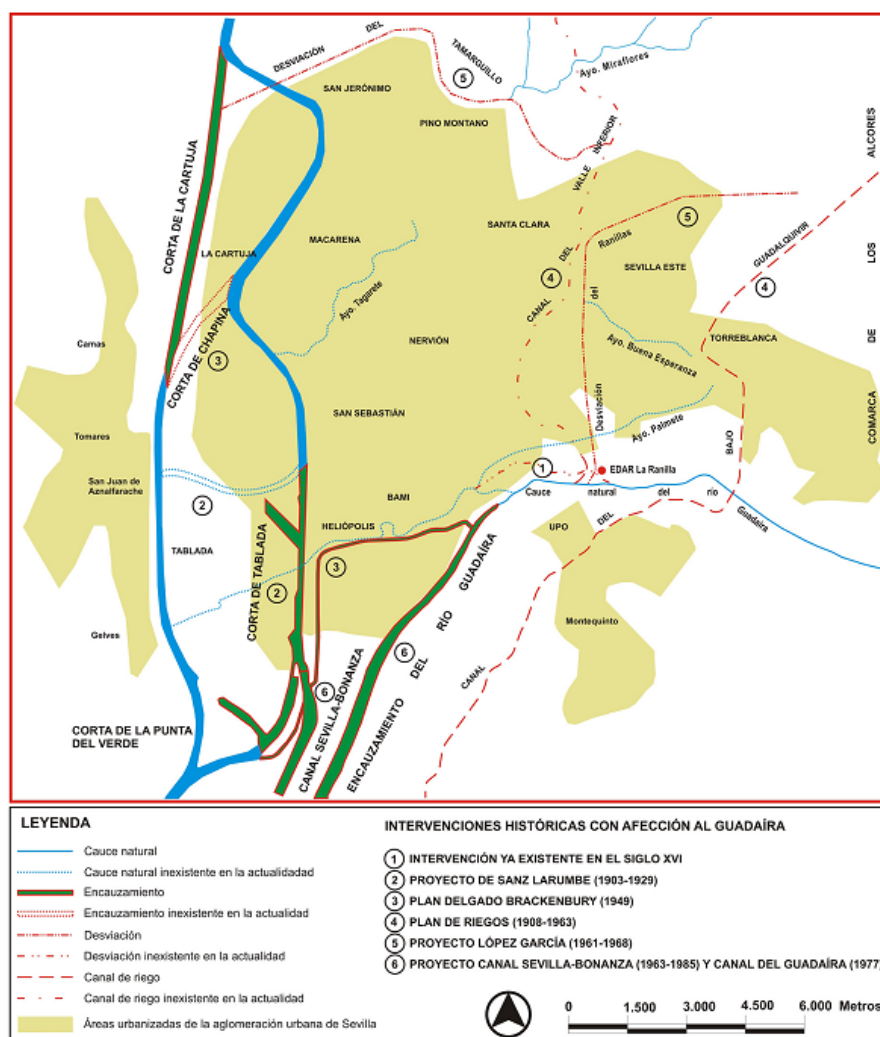 DESVIACIÓN DEL TAMARGUILLO
5
Ayo. Miraflores
SAN JERÓNIMO
PINO MONTANO
CORTA DE LA CARTUJA
LA CARTUJA
MACARENA
Ayo. Tagarete
SANTA CLARA
CANAL DEL VALLE INFERIOR
4
Desviación del Ranillas
5
SEVILLA ESTE
GUADALQUIVIR
4
COMARCA DE LOS ALCORES
Camas
CORTA DE CHAPINA
3
NERVIÓN
Ayo. Buena Esperanza
TORREBLANCA
SAN SEBASTIÁN
Tomares
San Juan de
Aznalfarache
Ayo. Palmete
BAJO
1
EDAR La Ranilla
2
BAMI
Cauce natural del río Guadaira
TABLADA
HELIÓPOLIS
UPO
DEL
CORTA DE TABLADA
2
3
Gelves
Montequinto
CANAL
6
6
CORTA DE LA PUNTA
DEL VERDE
CANAL SEVILLA-BONANZA
ENCAUZAMIENTO DEL RÍO GUADAÍRA
LEYENDA
Cauce natural
Cauce natural inexistente en la actualidadad
Encauzamiento
Encauzamiento inexistente en la actualidad
Desviación
Desviación inexistente en la actualidad
Canal de riego
Canal de riego inexistente en la actualidad
Áreas urbanizadas de la aglomeración urbana de Sevilla
INTERVENCIONES HISTÓRICAS CON AFECCIÓN AL GUADAÍRA
1 INTERVENCIÓN YA EXISTENTE EN EL SIGLO XVI
2 PROYECTO DE SANZ LARUMBE (1903-1929)
3 PLAN DELGADO BRACKENBURY (1949)
4 PLAN DE RIEGOS (1908-1963)
5 PROYECTO LÓPEZ GARCÍA (1961-1968)
6 PROYECTO CANAL SEVILLA-BONANZA (1963-1985) Y CANAL DEL GUADAÍRA (1977)
0 1.500 3.000 4.500 6.000 Metros